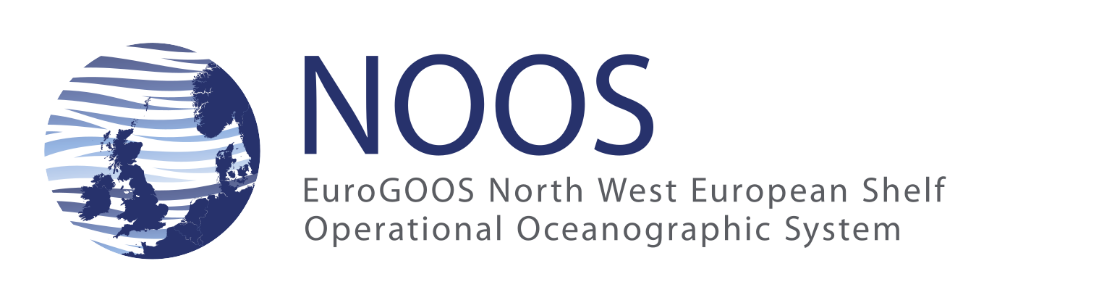 NOOS
EuroGOOS North West European Shelf
Operational Oceanographic System